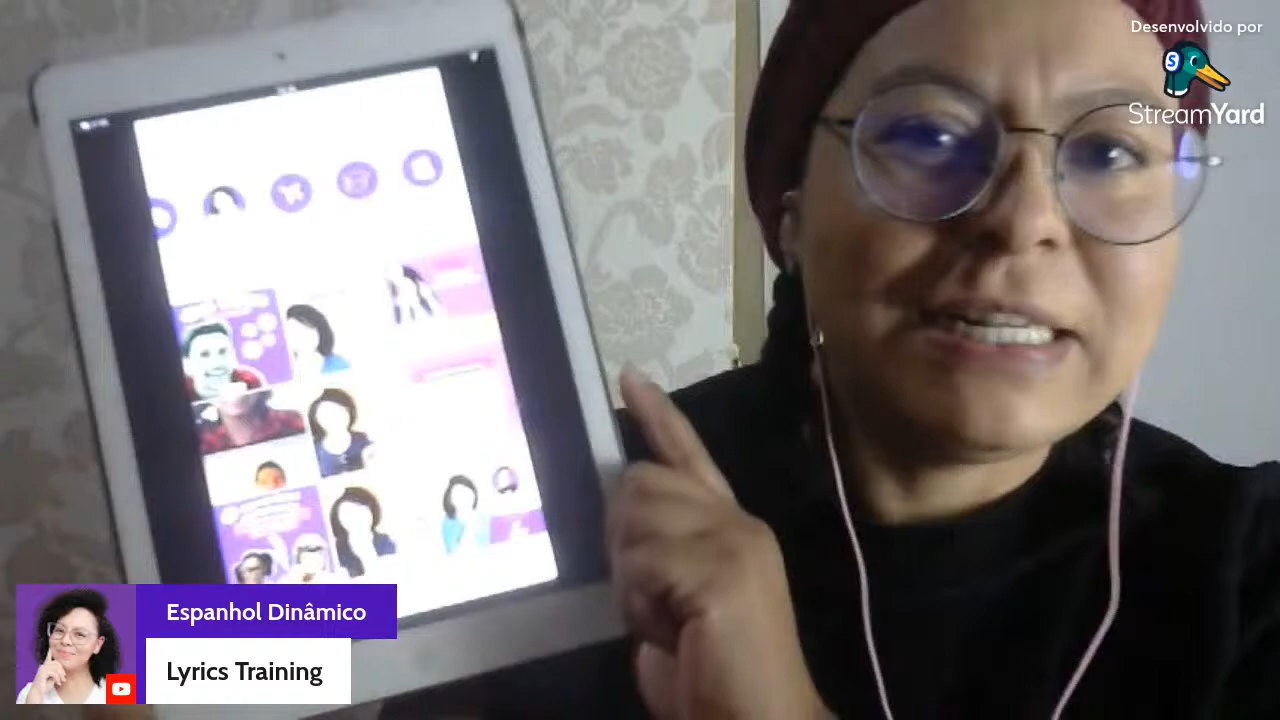 Desenvolvido por
StreamYard
Espanhol Dinâmico
Lyrics Training